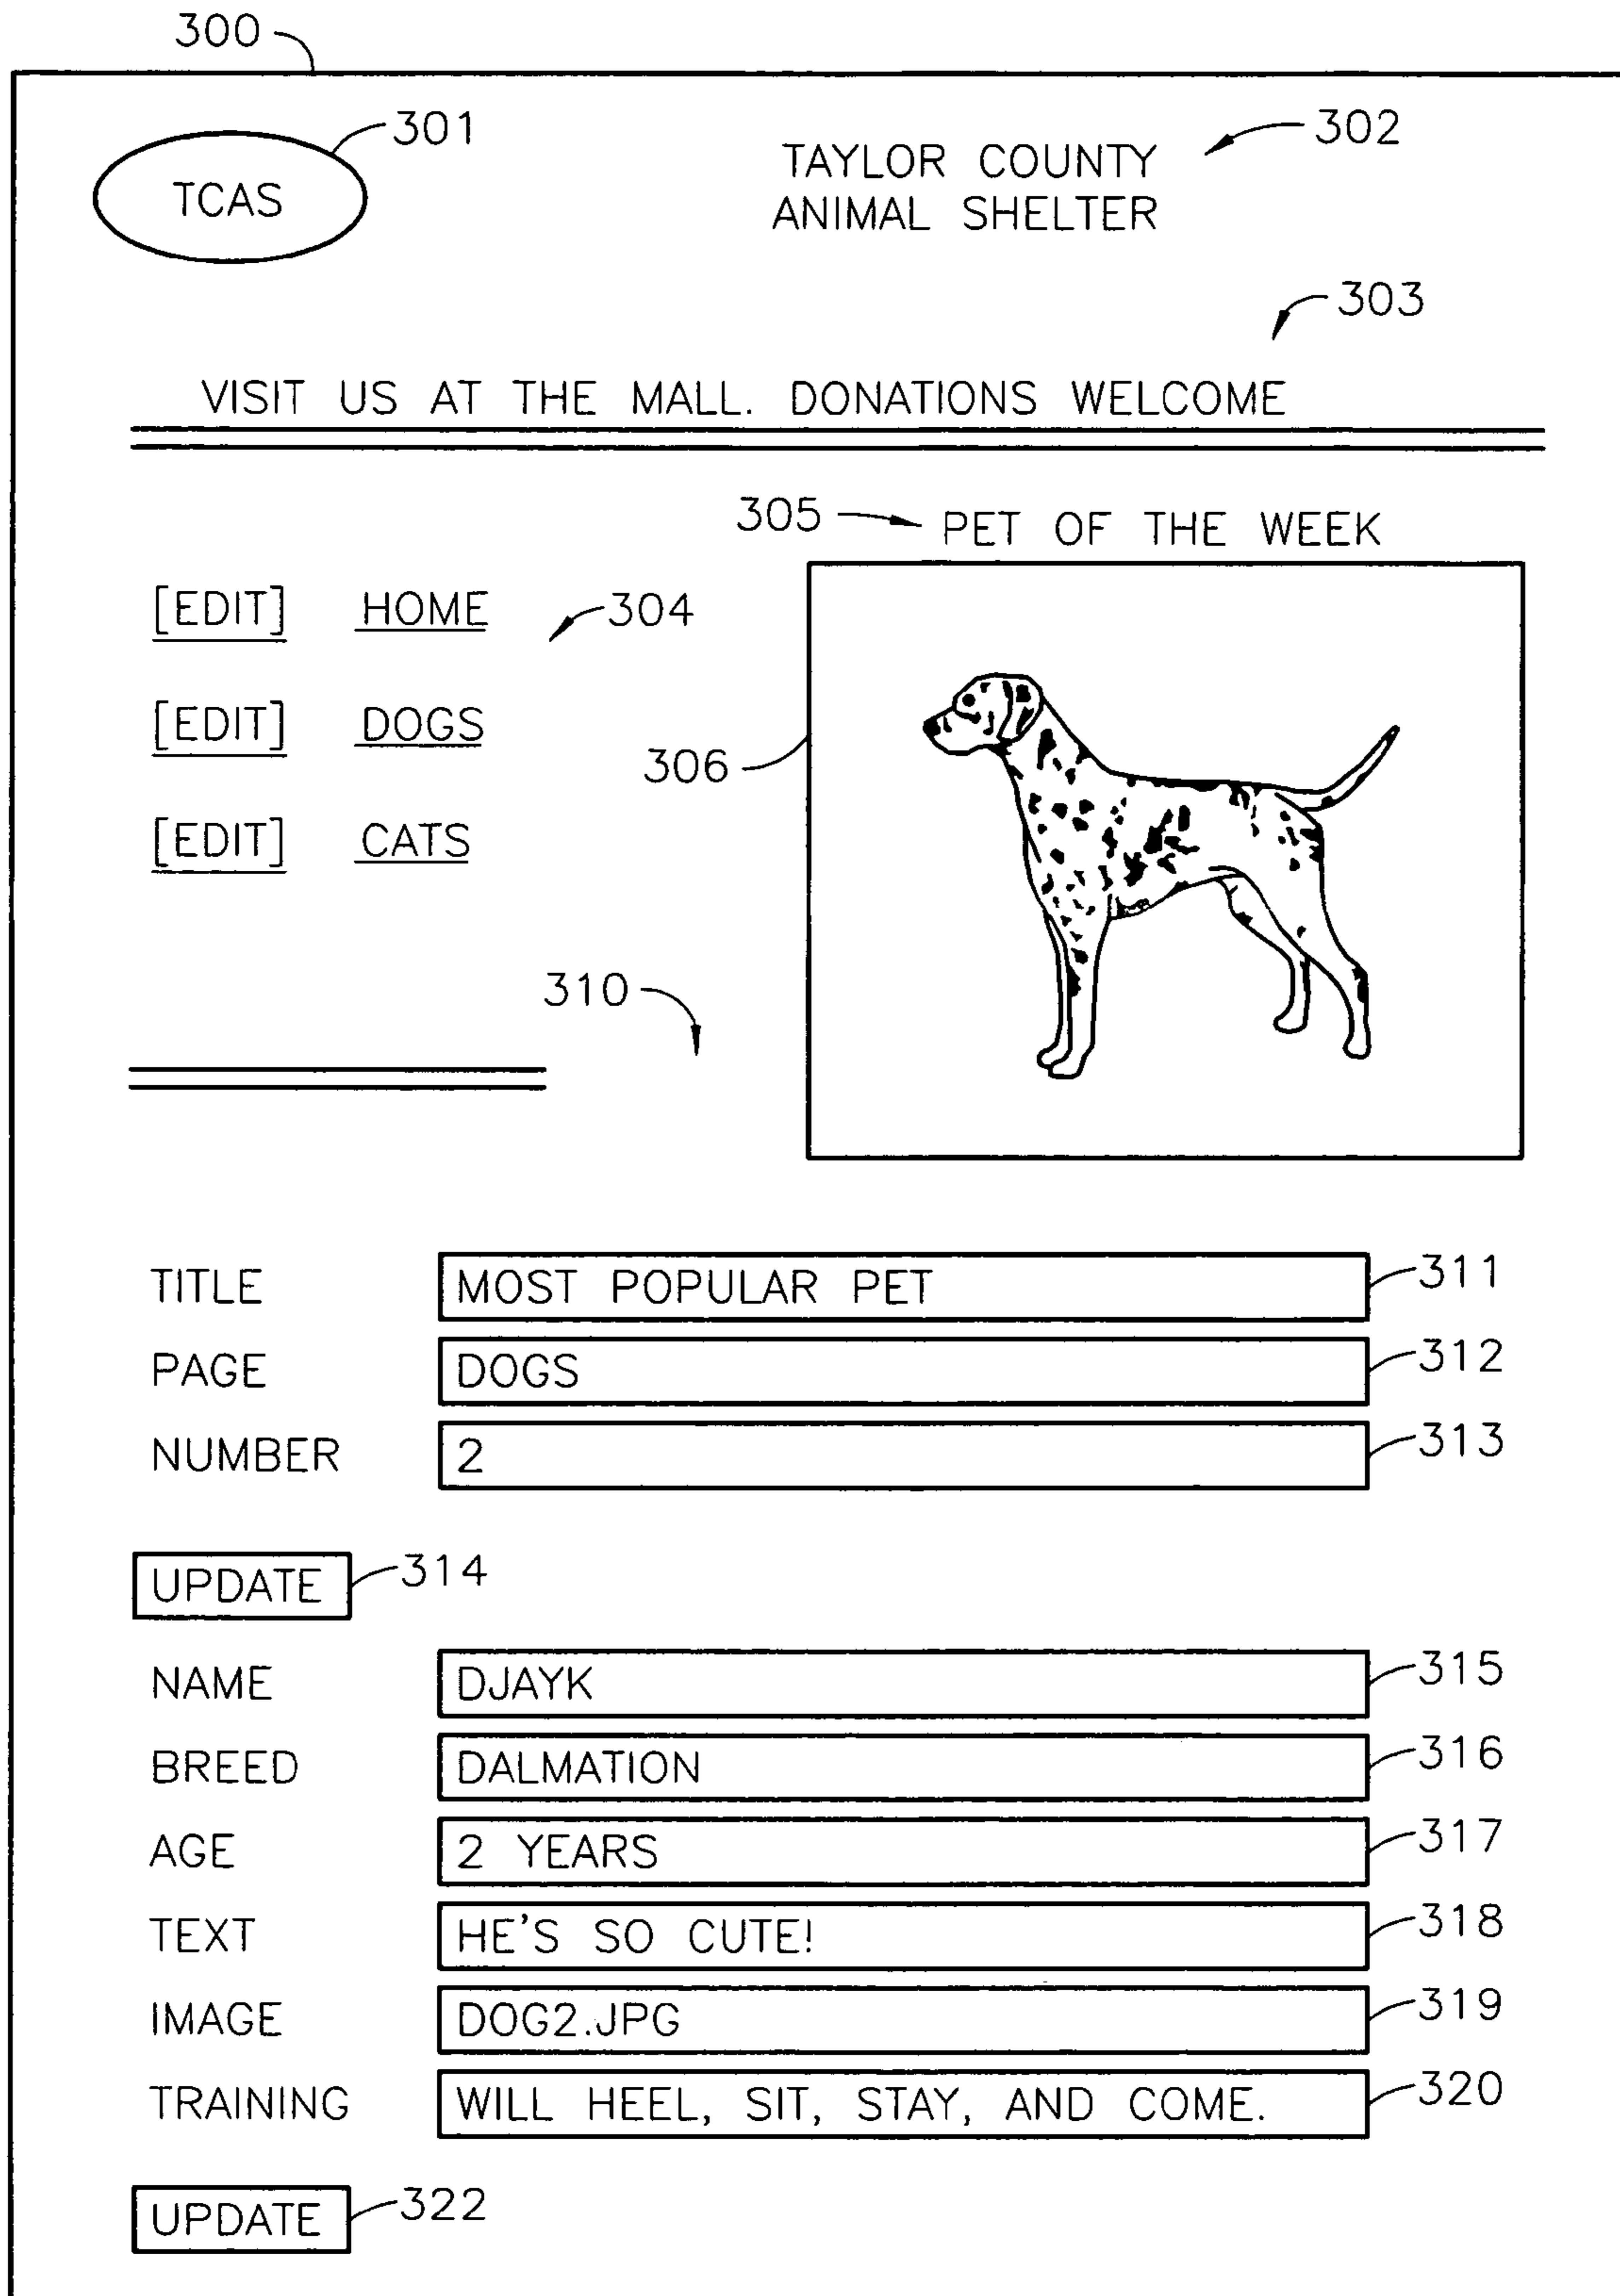 300
301
302
TCAS
TAYLOR COUNTY
ANIMAL SHELTER
303
VISIT US AT THE MALL. DONATIONS WELCOME
305 PET OF THE WEEK
[EDIT] HOME 304
[EDIT] DOGS
306
[EDIT] CATS
310
TITLE MOST POPULAR PET 311
PAGE DOGS 312
NUMBER 2 313
UPDATE 314
NAME DJAYK 315
BREED DALMATION 316
AGE 2 YEARS 317
TEXT HE'S SO CUTE! 318
IMAGE DOG2.JPG 319
TRAINING WILL HEEL, SIT, STAY, AND COME. 320
UPDATE 322